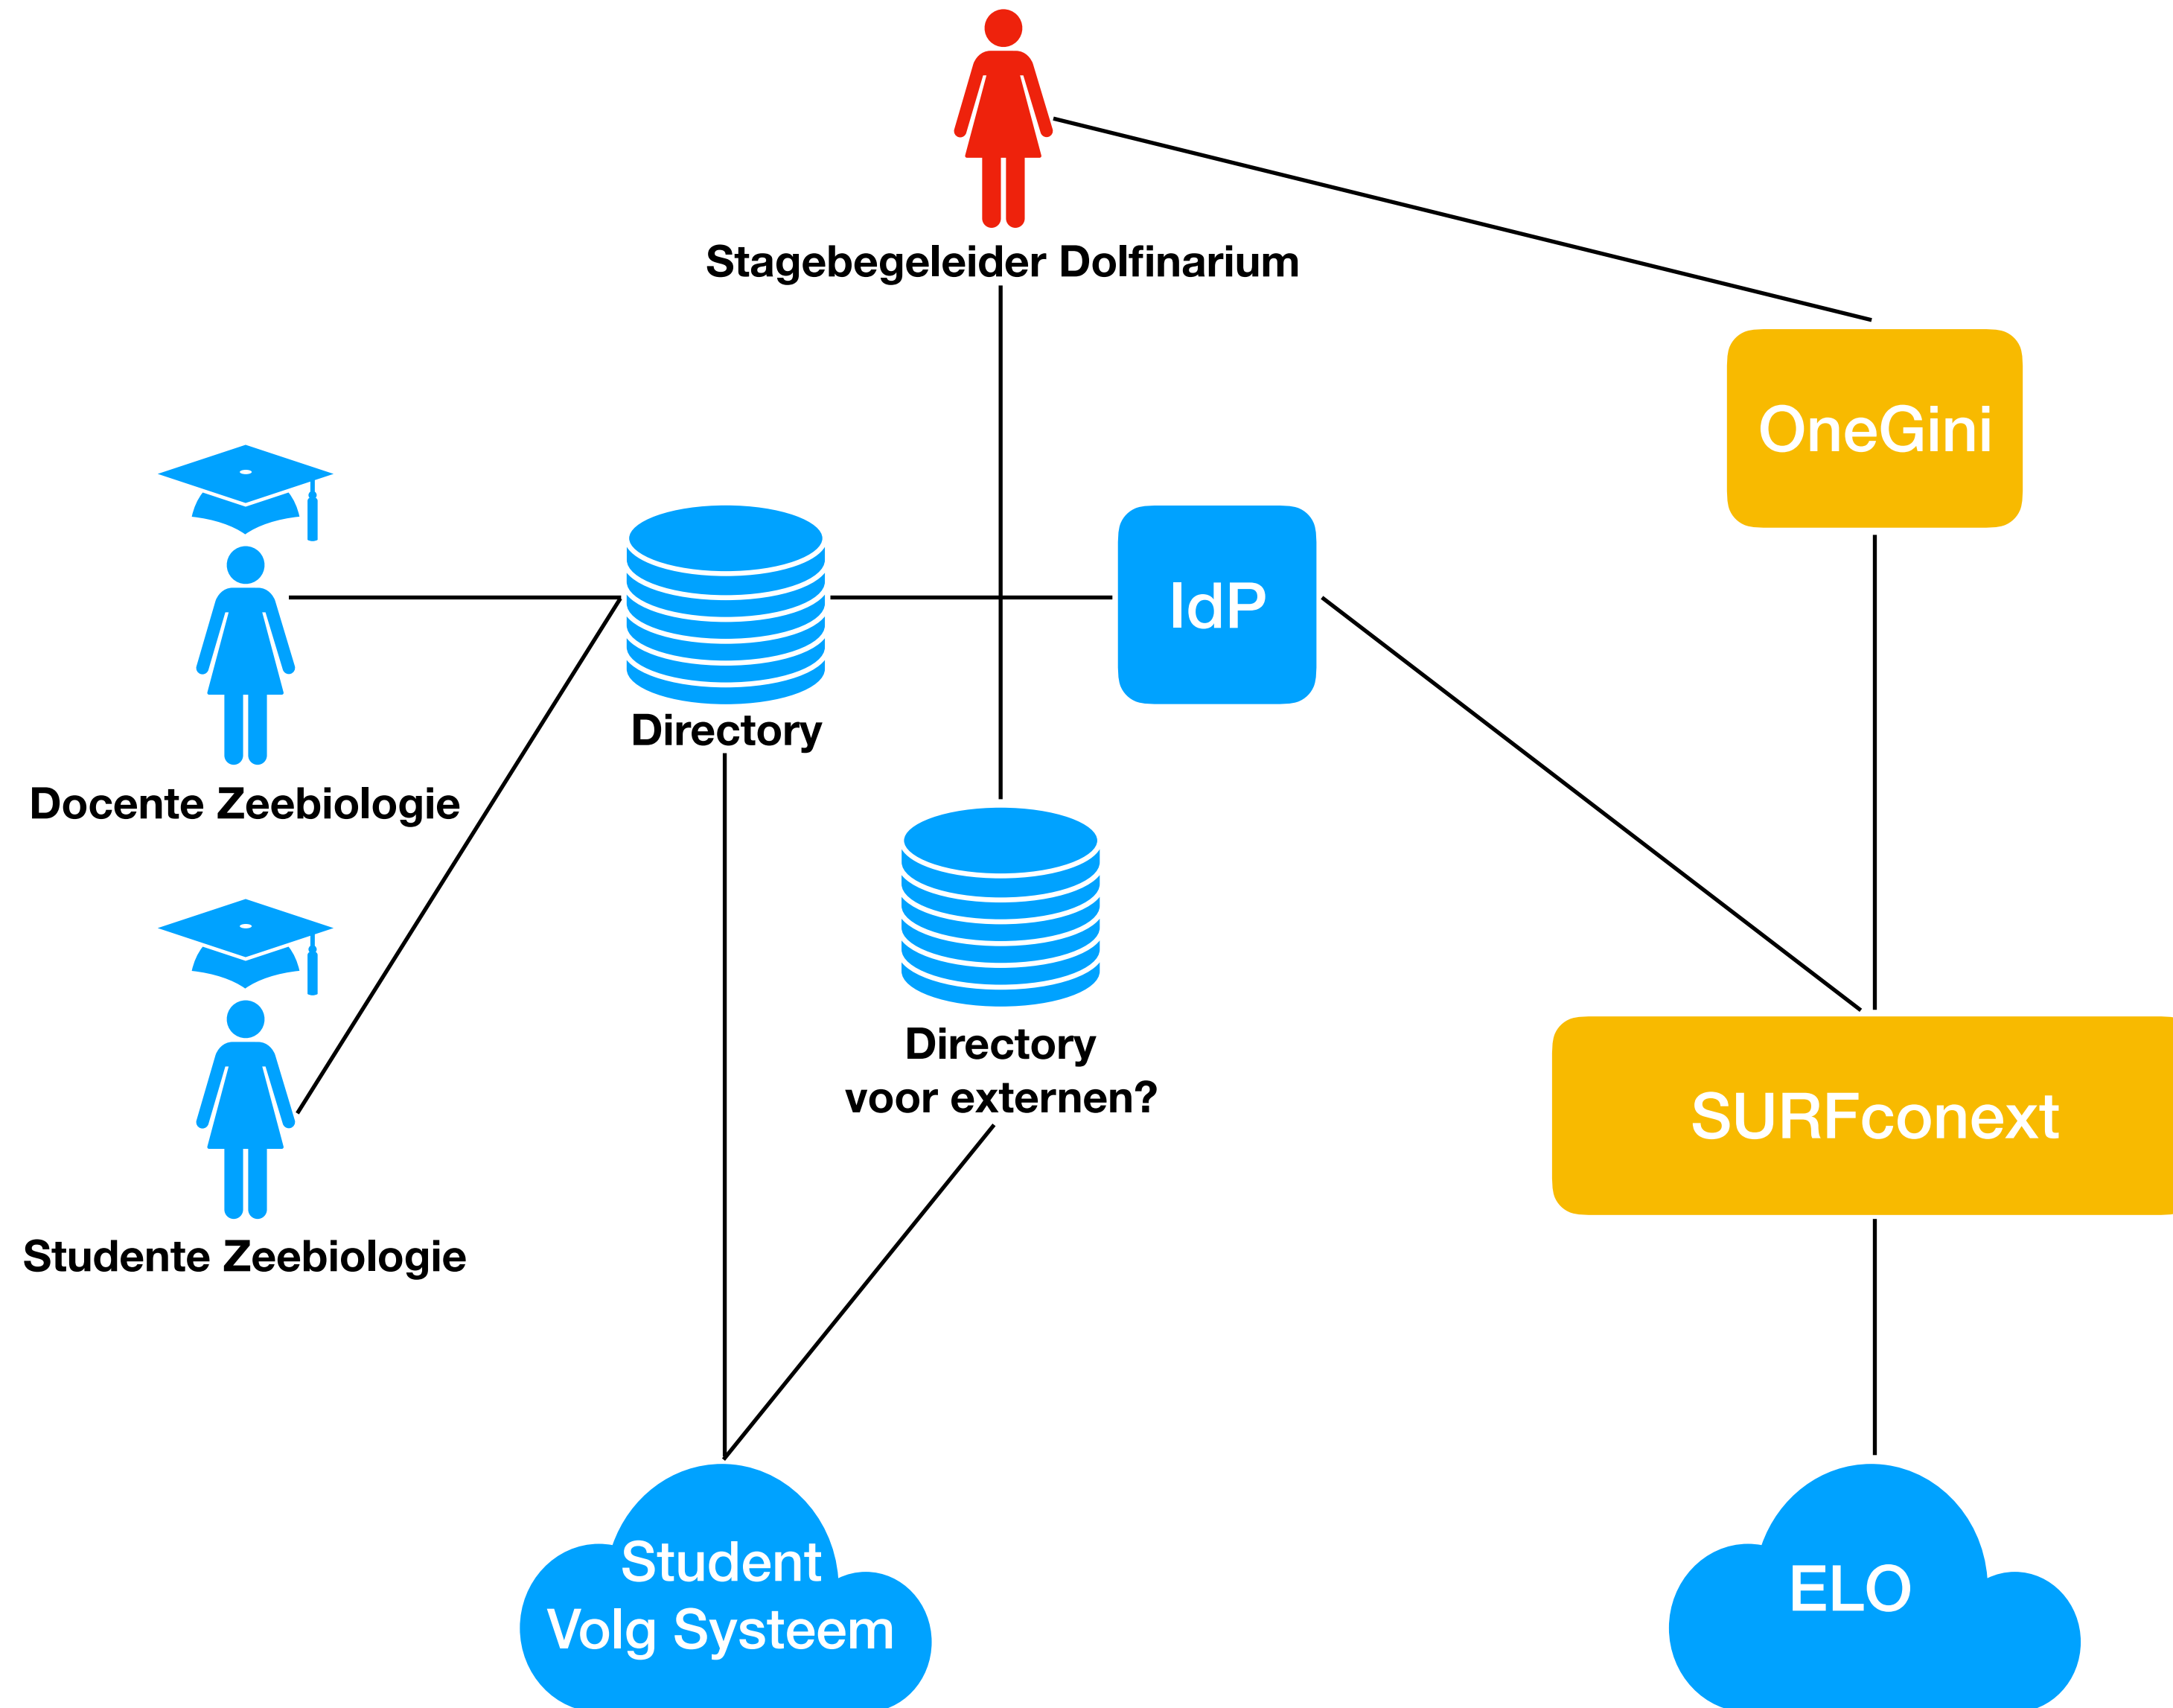 Stagebegeleider Dolfinarium
OneGini
IdP
Directory
Docente Zeebiologie
Directory
voor externen?
SURFconext
Studente Zeebiologie
Student
Volg Systeem
ELO